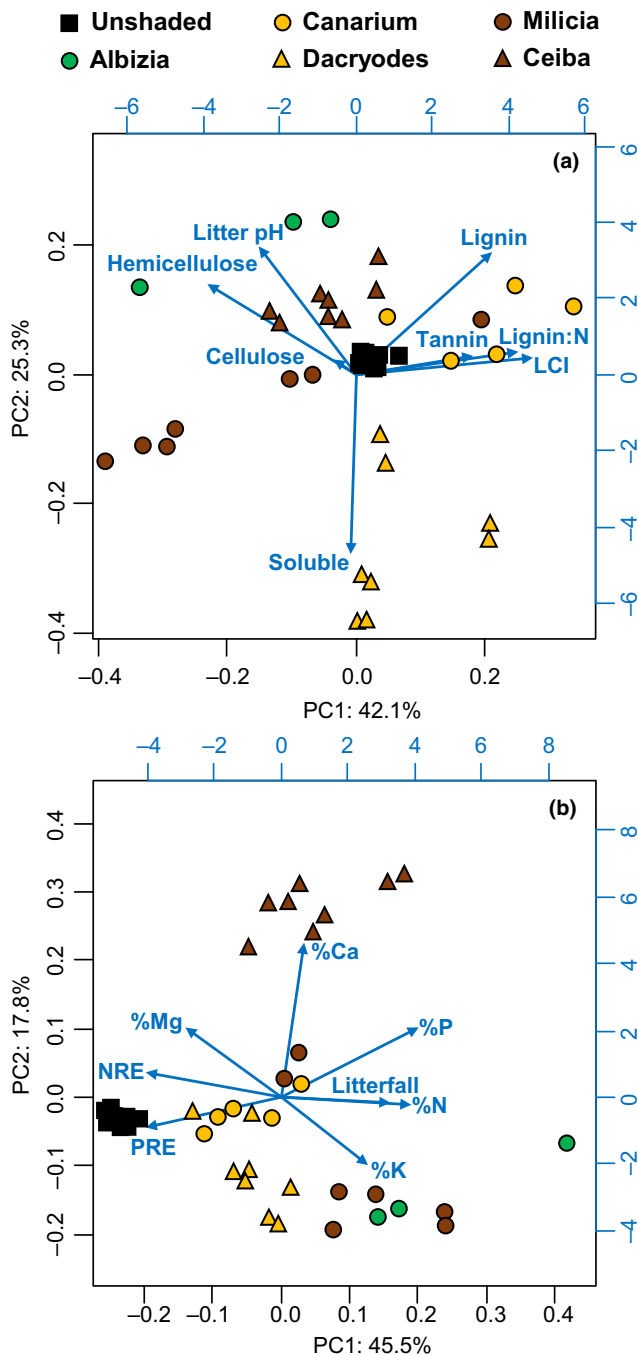 Unshaded Canarium Milicia
Albizia Dacryodes Ceiba
–6 –4 –2 0 2 4 6
(a)
Litter pH
Lignin
Hemicellulose
Tannin Lignin:N
Cellulose
LCI
Soluble
PC2: 25.3%
0.2
0.0
–0.2
–0.4
6
4
2
0
–2
–4
–6
–0.4 –0.2 0.0 0.2
PC1: 42.1%
–4 –2 0 2 4 6 8
(b)
%Ca
%Mg
%P
NRE
Litterfall
%N
PRE
%K
PC2: 17.8%
0.4
0.3
0.2
0.1
0.0
–0.1
–0.2
8
6
4
2
0
–2
–4
–0.2 –0.1 0.0 0.1 0.2 0.3 0.4
PC1: 45.5%